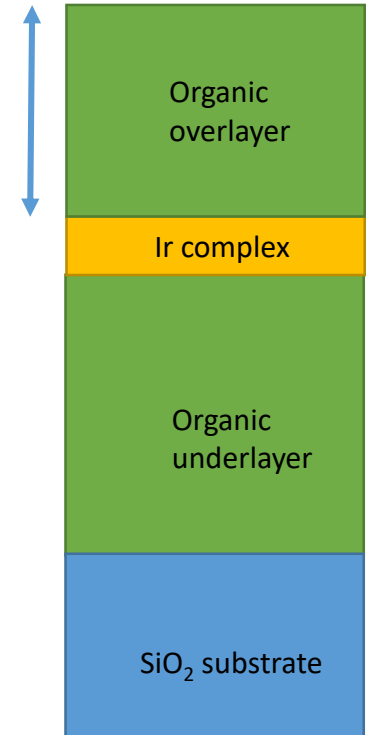 Organic
overlayer
Ir complex
Organic
underlayer
SiO₂ substrate